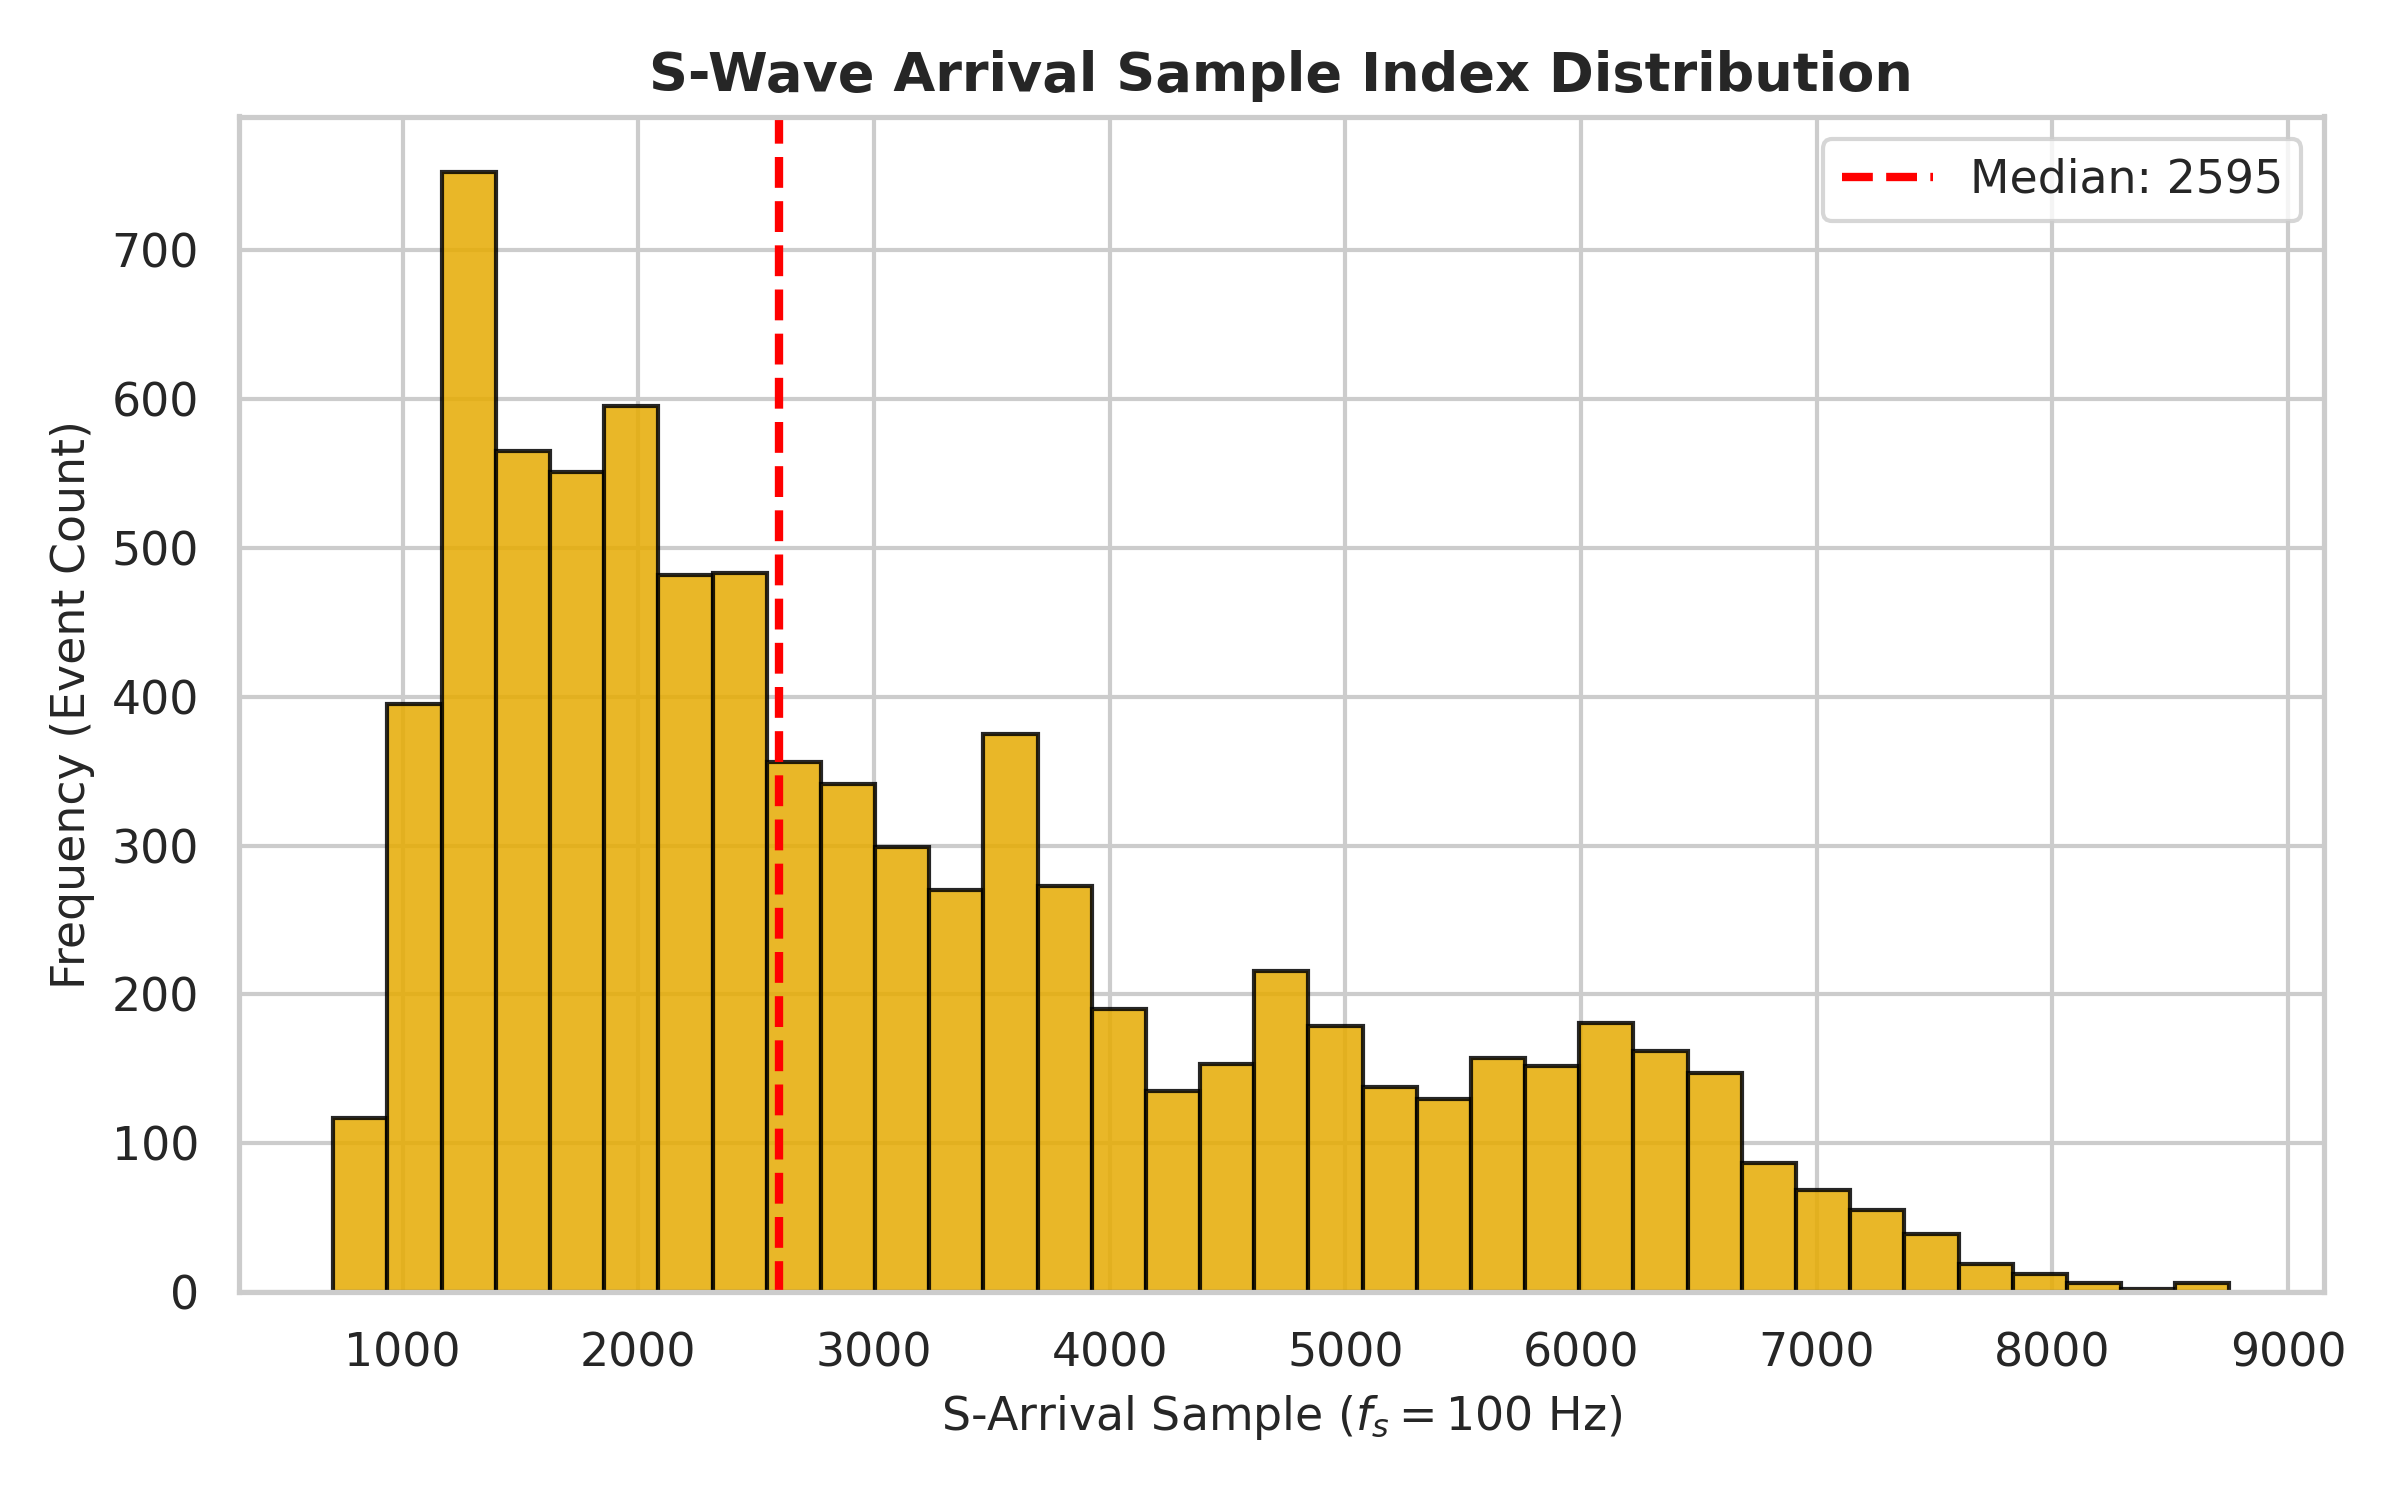 S-Wave Arrival Sample Index Distribution
Median: 2595
Frequency (Event Count)
700
600
500
400
300
200
100
0
1000 2000 3000 4000 5000 6000 7000 8000 9000
S-Arrival Sample (fₛ = 100 Hz)